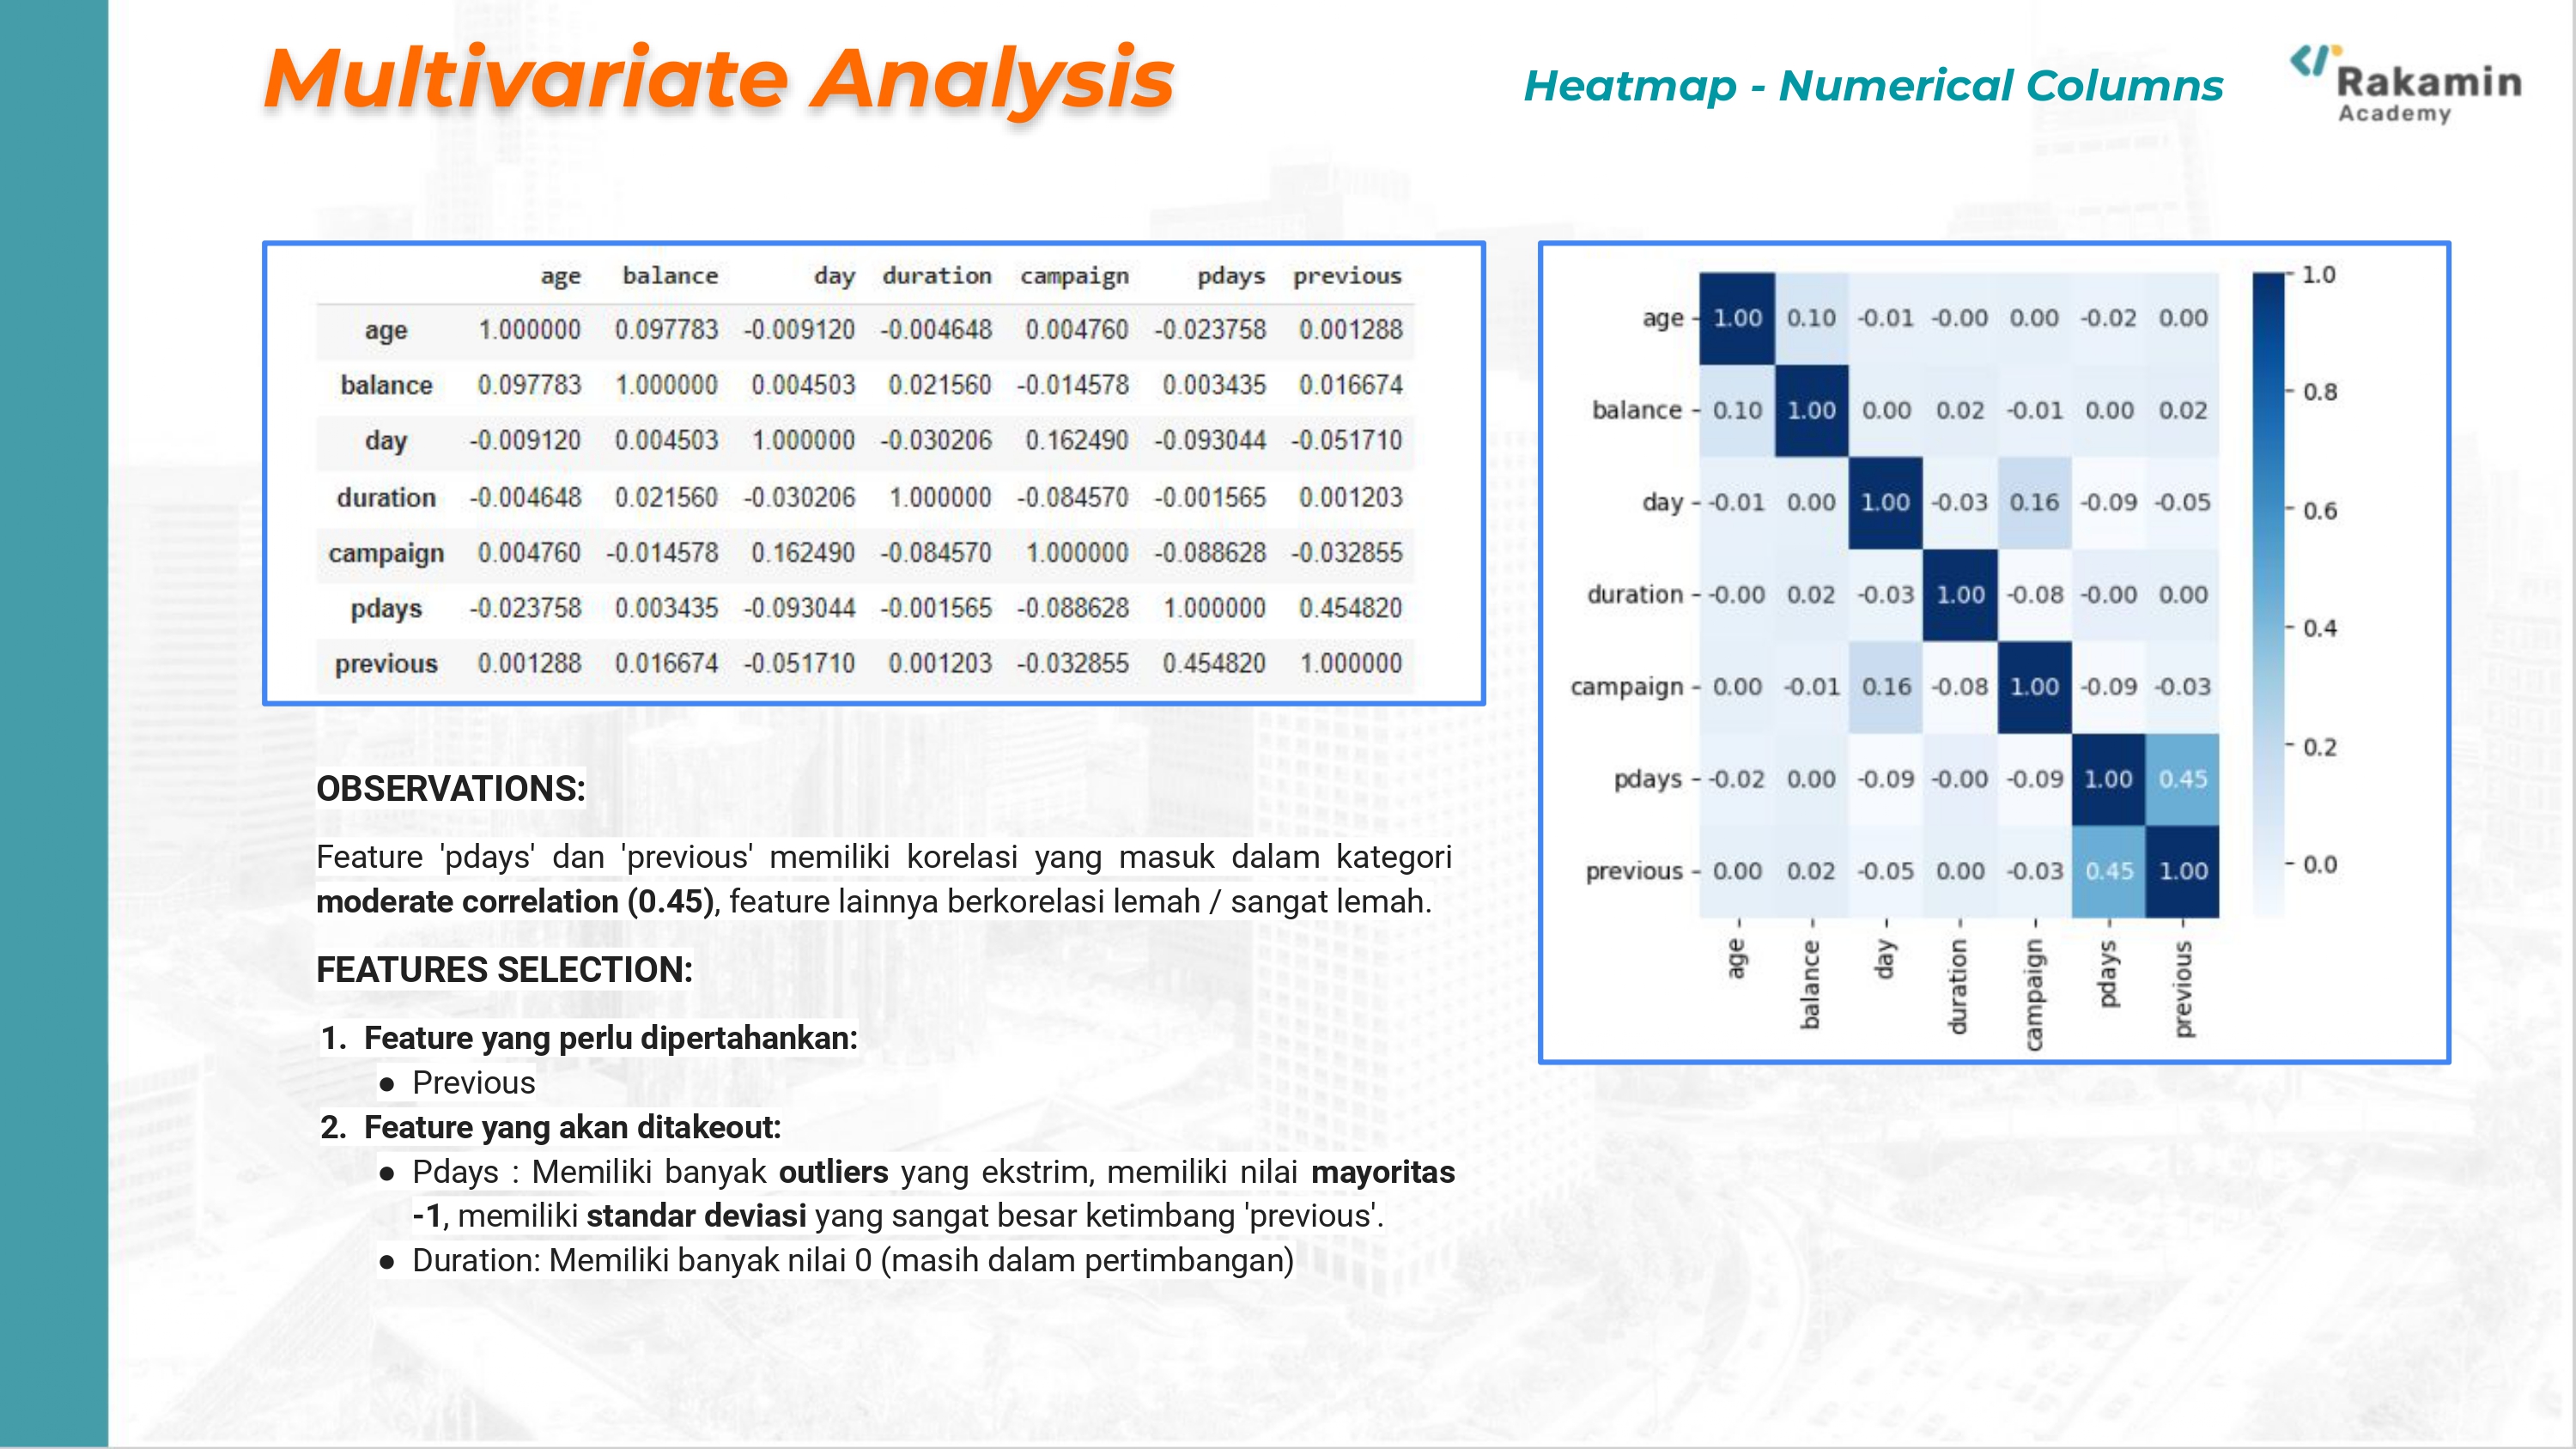 Multivariate Analysis
Heatmap - Numerical Columns
Rakamin
Academy
age balance day duration campaign pdays previous
age 1.000000 0.097783 -0.009120 -0.004648 0.004760 -0.023758 0.001288
balance 0.097783 1.000000 0.004503 0.021560 -0.014578 0.003435 0.016674
day -0.009120 0.004503 1.000000 -0.030206 0.162490 -0.093044 -0.051710
duration -0.004648 0.021560 -0.030206 1.000000 -0.084570 -0.001565 0.001203
campaign 0.004760 -0.014578 0.162490 -0.084570 1.000000 -0.088628 -0.032855
pdays -0.023758 0.003435 -0.093044 -0.001565 -0.088628 1.000000 0.454820
previous 0.001288 0.016674 -0.051710 0.001203 -0.032855 0.454820 1.000000
OBSERVATIONS:
Feature 'pdays' dan 'previous' memiliki korelasi yang masuk dalam kategori
moderate correlation (0.45), feature lainnya berkorelasi lemah / sangat lemah.
FEATURES SELECTION:
1. Feature yang perlu dipertahankan:
● Previous
2. Feature yang akan ditakeout:
● Pdays : Memiliki banyak outliers yang ekstrim, memiliki nilai mayoritas
-1, memiliki standar deviasi yang sangat besar ketimbang 'previous'.
● Duration: Memiliki banyak nilai 0 (masih dalam pertimbangan)
age 1.00 0.10 -0.01 -0.00 0.00 -0.02 0.00
balance 0.10 1.00 0.00 0.02 -0.01 0.00 0.02
day -0.01 0.00 1.00 -0.03 0.16 -0.09 -0.05
duration -0.00 0.02 -0.03 1.00 -0.08 -0.00 0.00
campaign 0.00 -0.01 0.16 -0.08 1.00 -0.09 -0.03
pdays -0.02 0.00 -0.09 -0.00 -0.09 1.00 0.45
previous 0.00 0.02 -0.05 0.00 -0.03 0.45 1.00
age balance day duration campaign pdays previous
1.0
0.8
0.6
0.4
0.2
0.0